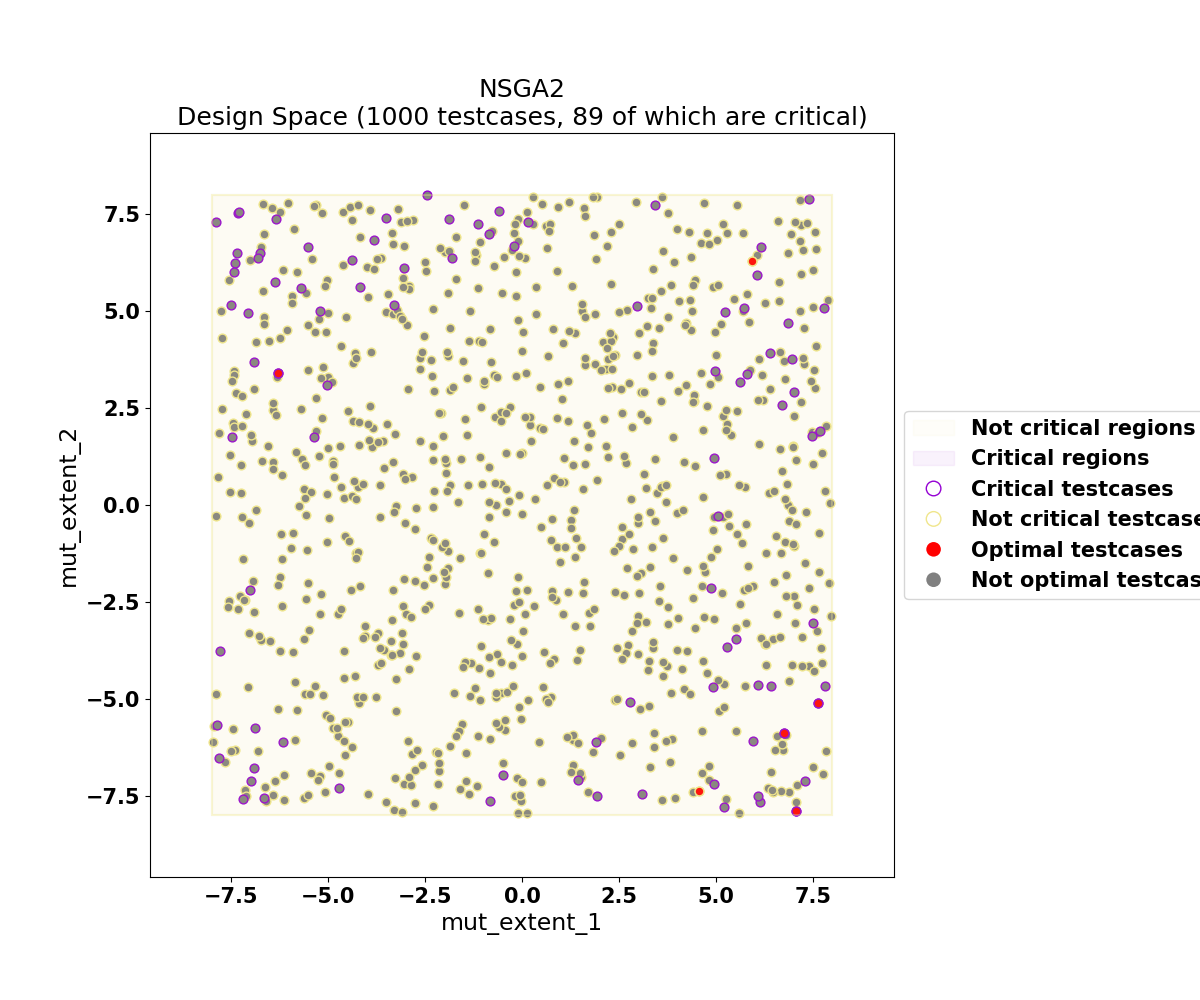 NSGA2
Design Space (1000 testcases, 89 of which are critical)
7.5
5.0
2.5
0.0
−2.5
−5.0
−7.5
mut_extent_2
−7.5 −5.0 −2.5 0.0 2.5 5.0 7.5
mut_extent_1
Not critical regions
Critical regions
Critical testcases
Not critical testcase
Optimal testcases
Not optimal testcas